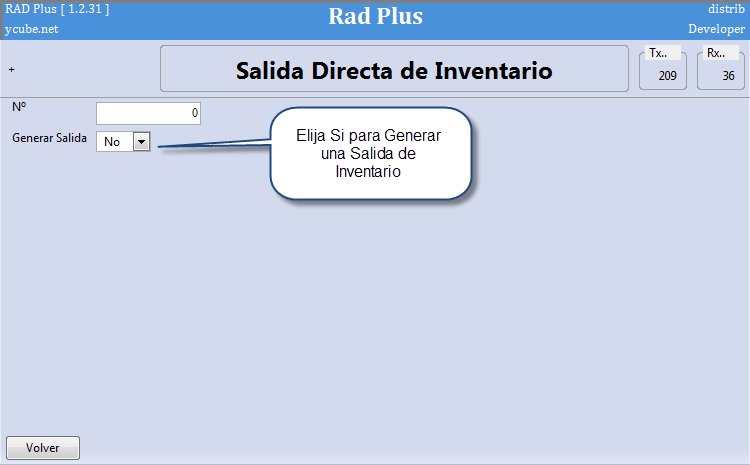 RAD Plus [ 1.2.31 ]
Rad Plus
distrib
ycube.net
Developer
+
Salida Directa de Inventario
Tx..
209
Rx..
36
Nº
0
Generar Salida
No
Elija Si para Generar
una Salida de
Inventario
Volver